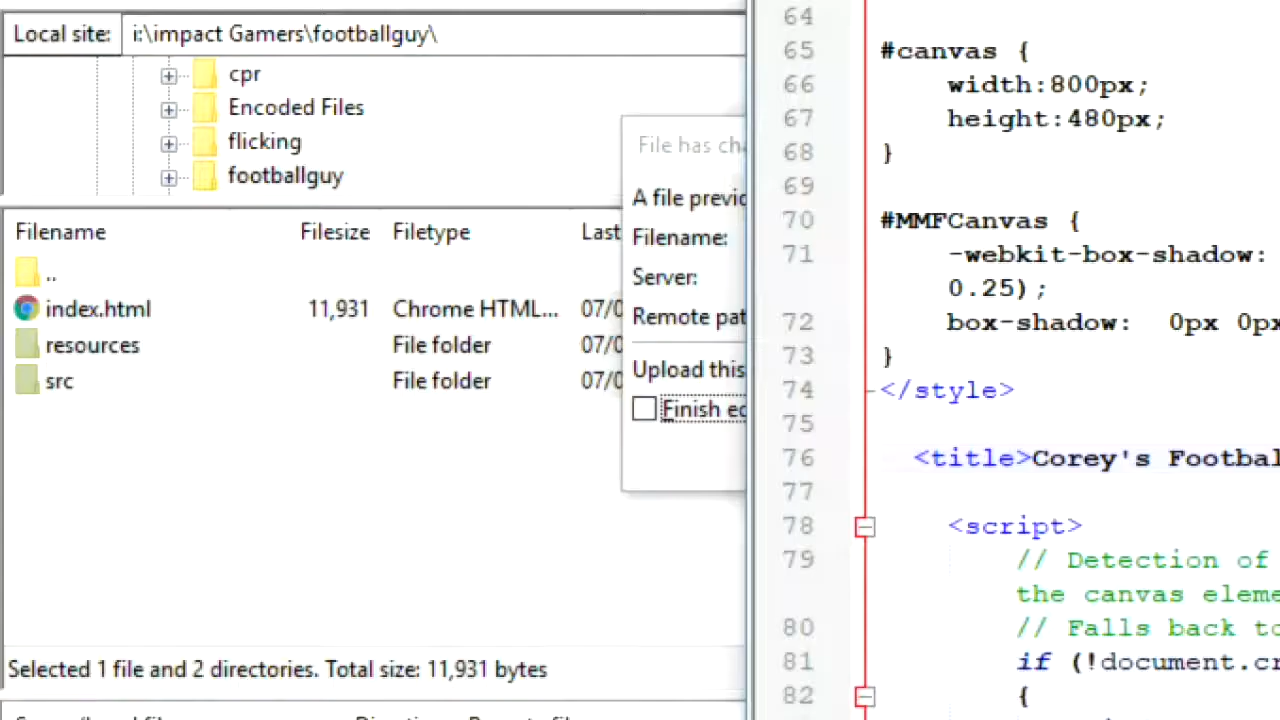 Local site: i:\impact Gamers\footballguy\
cpr
Encoded Files
flicking
footballguy
Filename Filesize Filetype Last
..
index.html 11,931 Chrome HTML... 07/0
resources File folder 07/0
src File folder 07/0
Selected 1 file and 2 directories. Total size: 11,931 bytes
File has cha
A file previo
Filename:
Server:
Remote pat
Upload this
Finish ed
64
65 #canvas {
66 width:800px;
67 height:480px;
68 }
69
70 #MMFCanvas {
71 -webkit-box-shadow:
0.25);
72 box-shadow: 0px 0px
73 }
74 </style>
75
76 <title>Corey's Football
77
78 <script>
79 // Detection of
the canvas eleme
80 // Falls back to
81 if (!document.cr
82 {